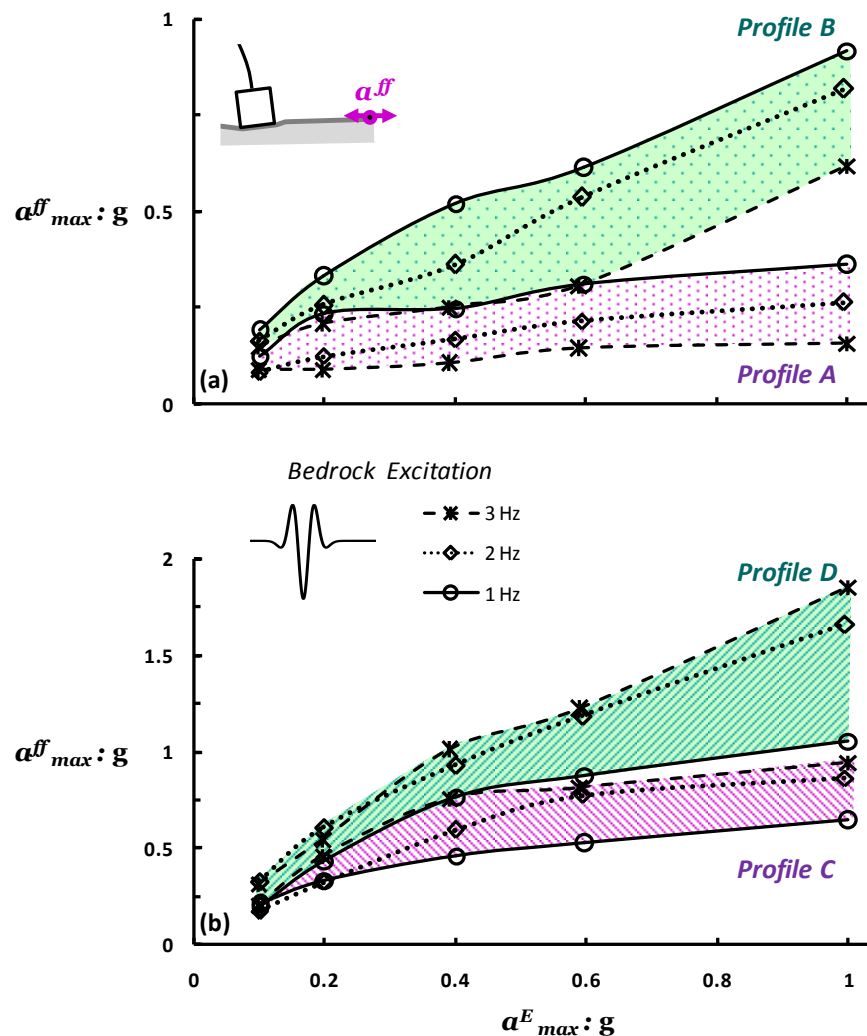 1
Profile B
a^ff
0.5
a^ff_max : g
Profile A
(a)
0
Bedrock Excitation
3 Hz
2 Hz
1 Hz
2
Profile D
1.5
a^ff_max : g
1
0.5
Profile C
(b)
0
0 0.2 0.4 0.6 0.8 1
a^E_max : g